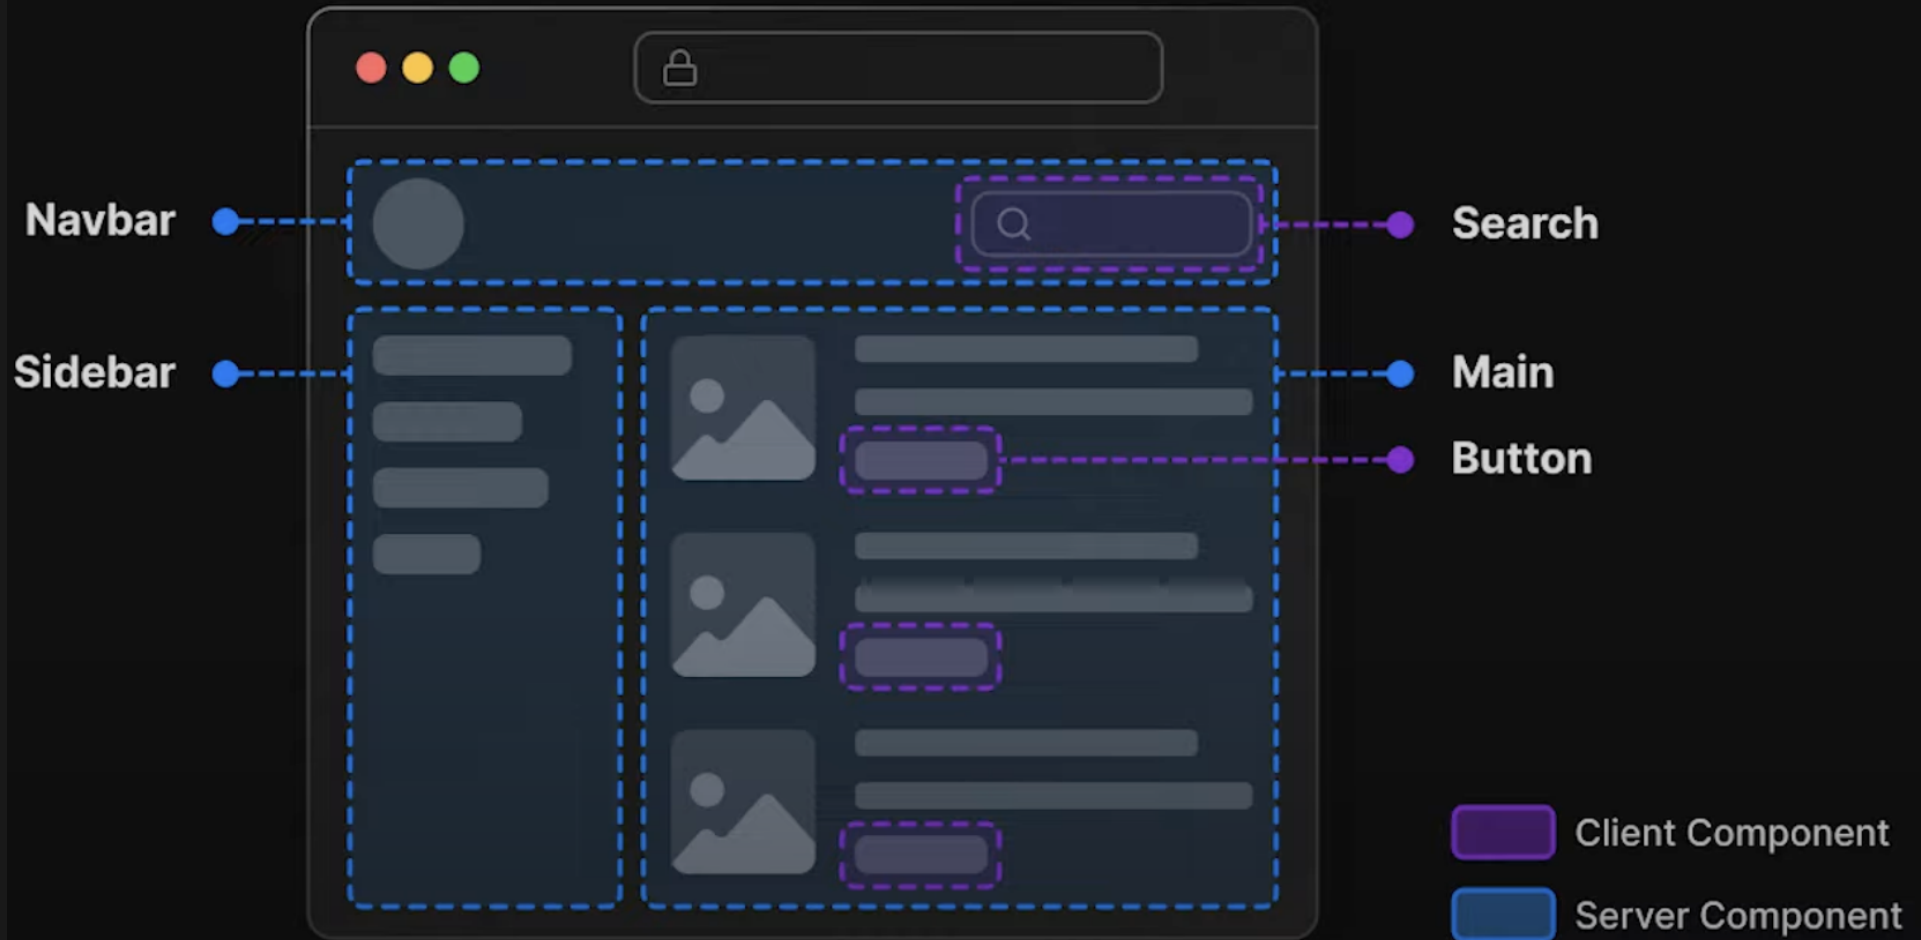 Navbar
Search
Sidebar
Main
Button
Client Component
Server Component